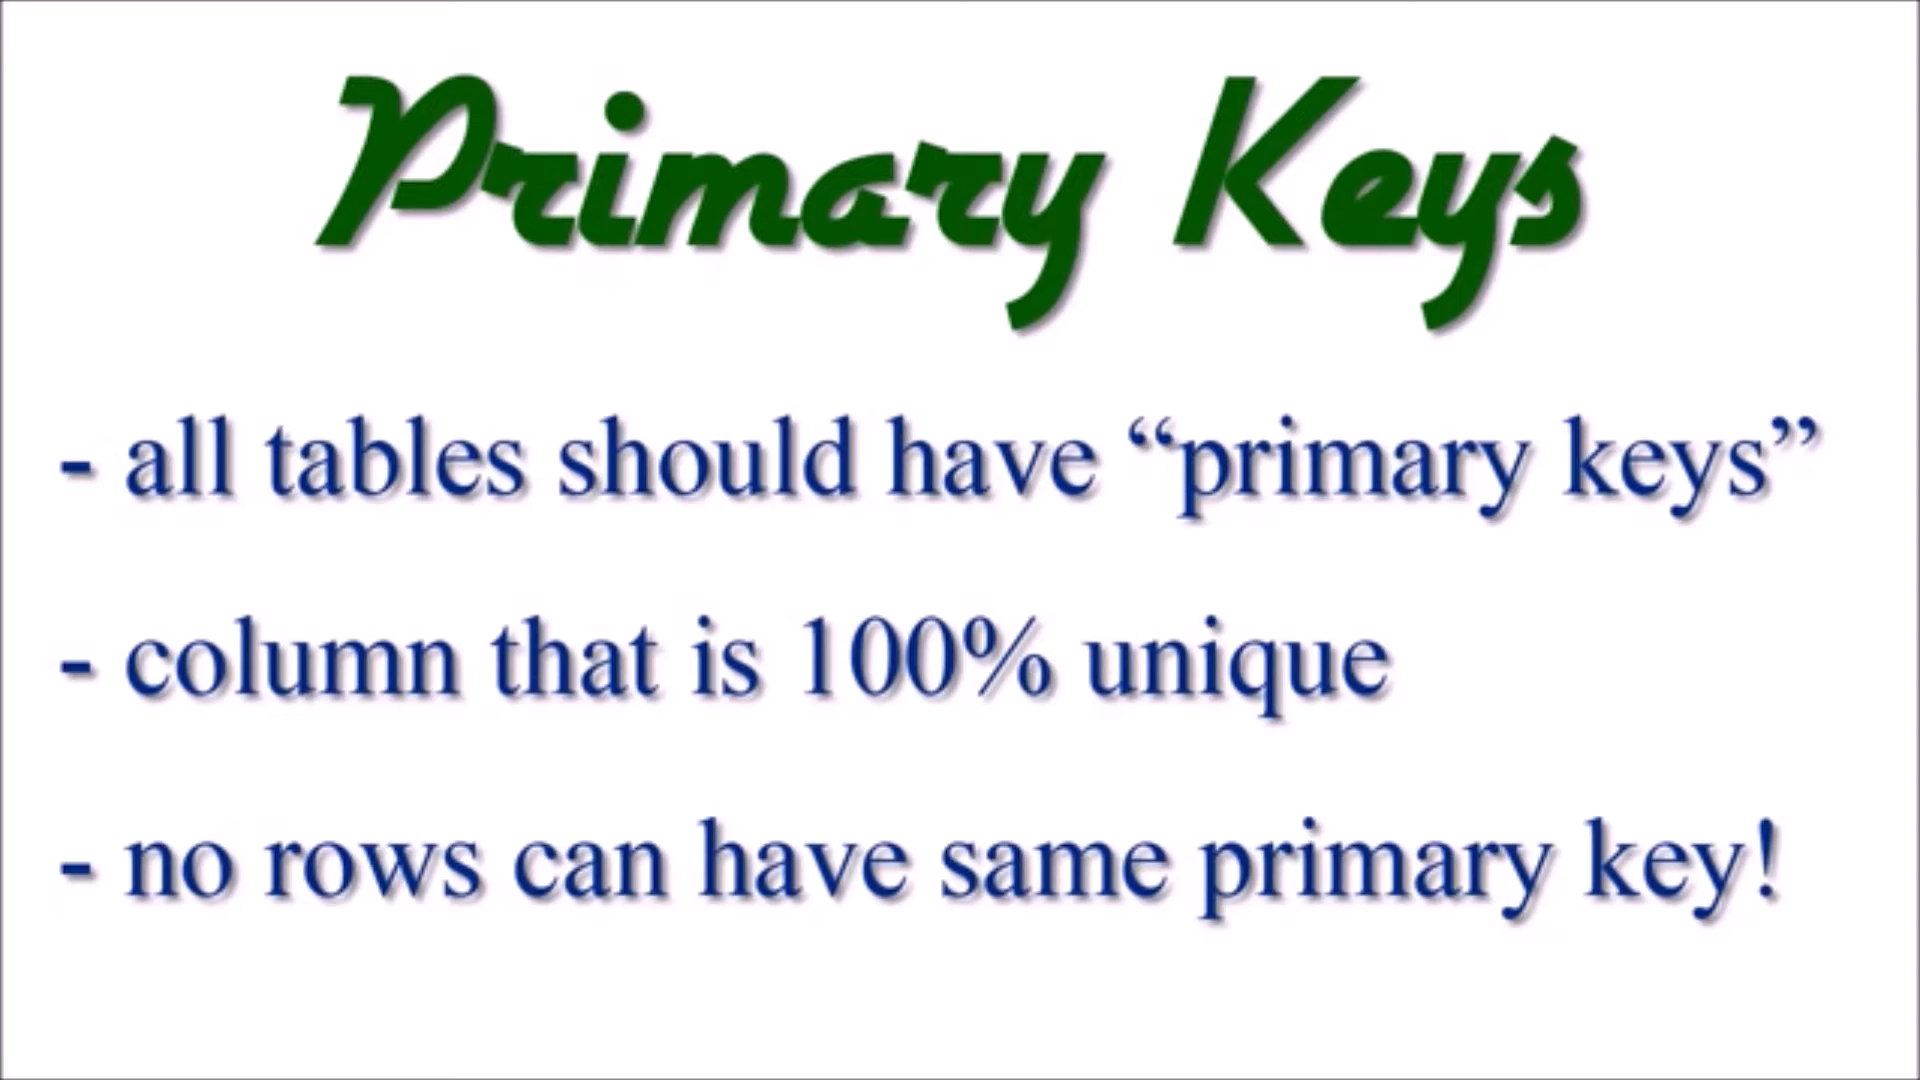 Primary Keys
- all tables should have “primary keys”
- column that is 100% unique
- no rows can have same primary key!